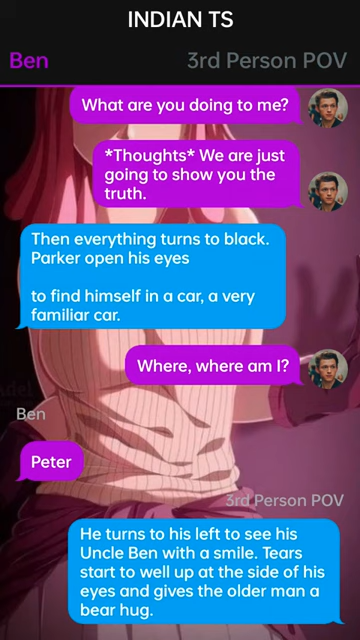 INDIAN TS
Ben
3rd Person POV
What are you doing to me?
*Thoughts* We are just
going to show you the
truth.
Then everything turns to black.
Parker open his eyes
to find himself in a car, a very
familiar car.
Where, where am I?
Ben
Peter
3rd Person POV
He turns to his left to see his
Uncle Ben with a smile. Tears
start to well up at the side of his
eyes and gives the older man a
bear hug.